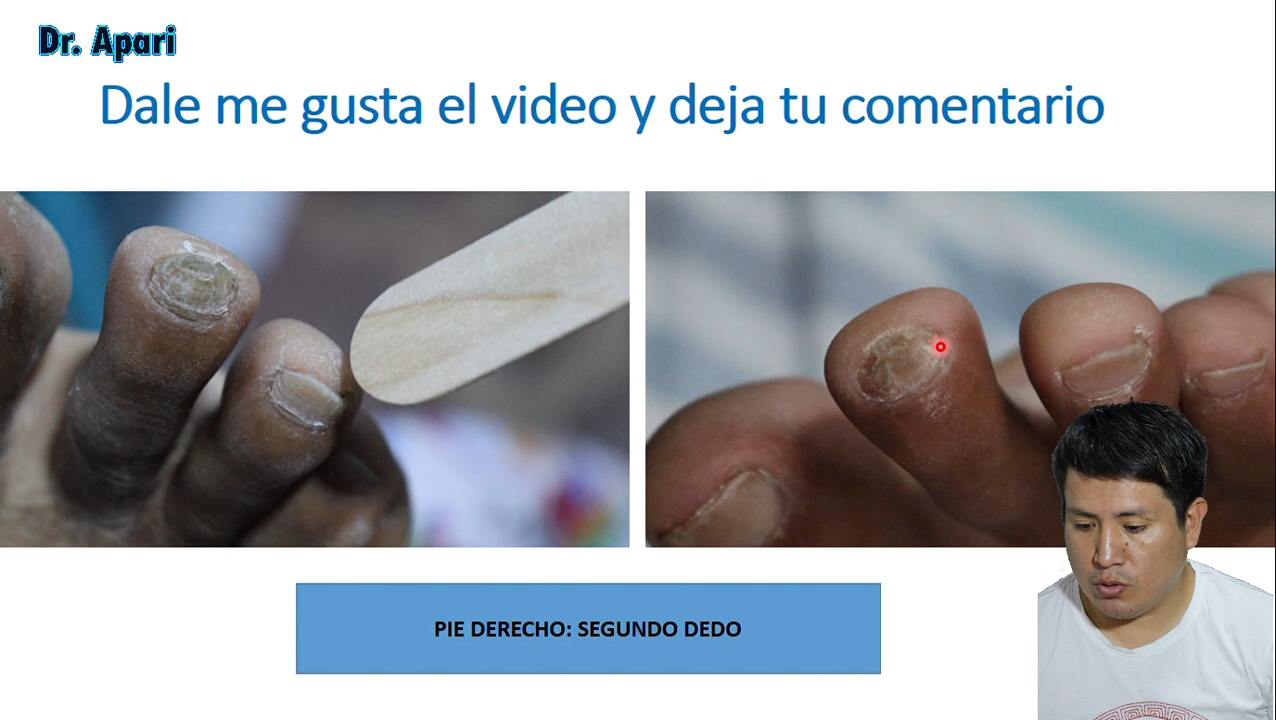 Dr. Apari
Dale me gusta el video y deja tu comentario
PIE DERECHO: SEGUNDO DEDO